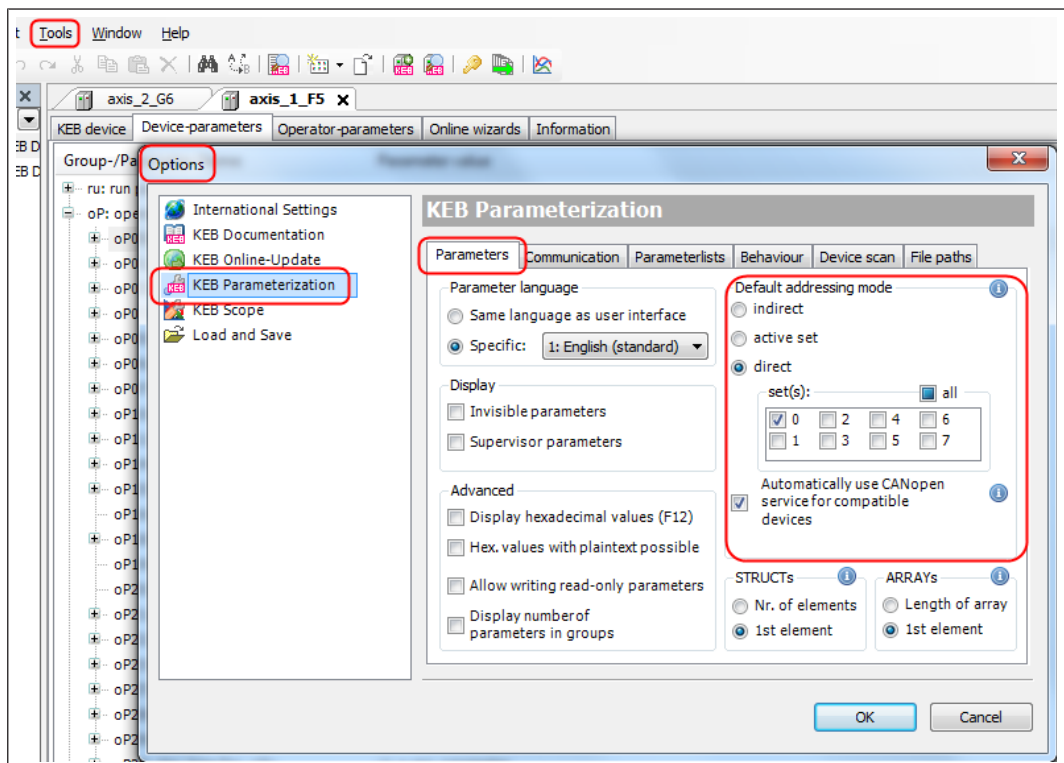 t Tools Window Help
axis_2_G6 axis_1_F5 X
KEB device Device-parameters Operator-parameters Online wizards Information
Group-/Pa
Options
ru: run
oP: ope
oP0
oP0
oP0
oP0
oP0
oP0
oP0
oP1
oP1
oP1
oP1
oP1
oP1
oP1
oP2
oP2
oP2
oP2
oP2
oP2
oP2
International Settings
KEB Documentation
KEB Online-Update
KEB Parameterization
KEB Scope
Load and Save
KEB Parameterization
Parameters Communication Parameterlists Behaviour Device scan File paths
Parameter language
Same language as user interface
Specific: 1: English (standard)
Display
Invisible parameters
Supervisor parameters
Advanced
Display hexadecimal values (F12)
Hex. values with plaintext possible
Allow writing read-only parameters
Display number of
parameters in groups
Default addressing mode
indirect
active set
direct
set(s): all
0 2 4 6
1 3 5 7
Automatically use CANopen
service for compatible
devices
STRUCTs
Nr. of elements
1st element
ARRAYs
Length of array
1st element
OK Cancel